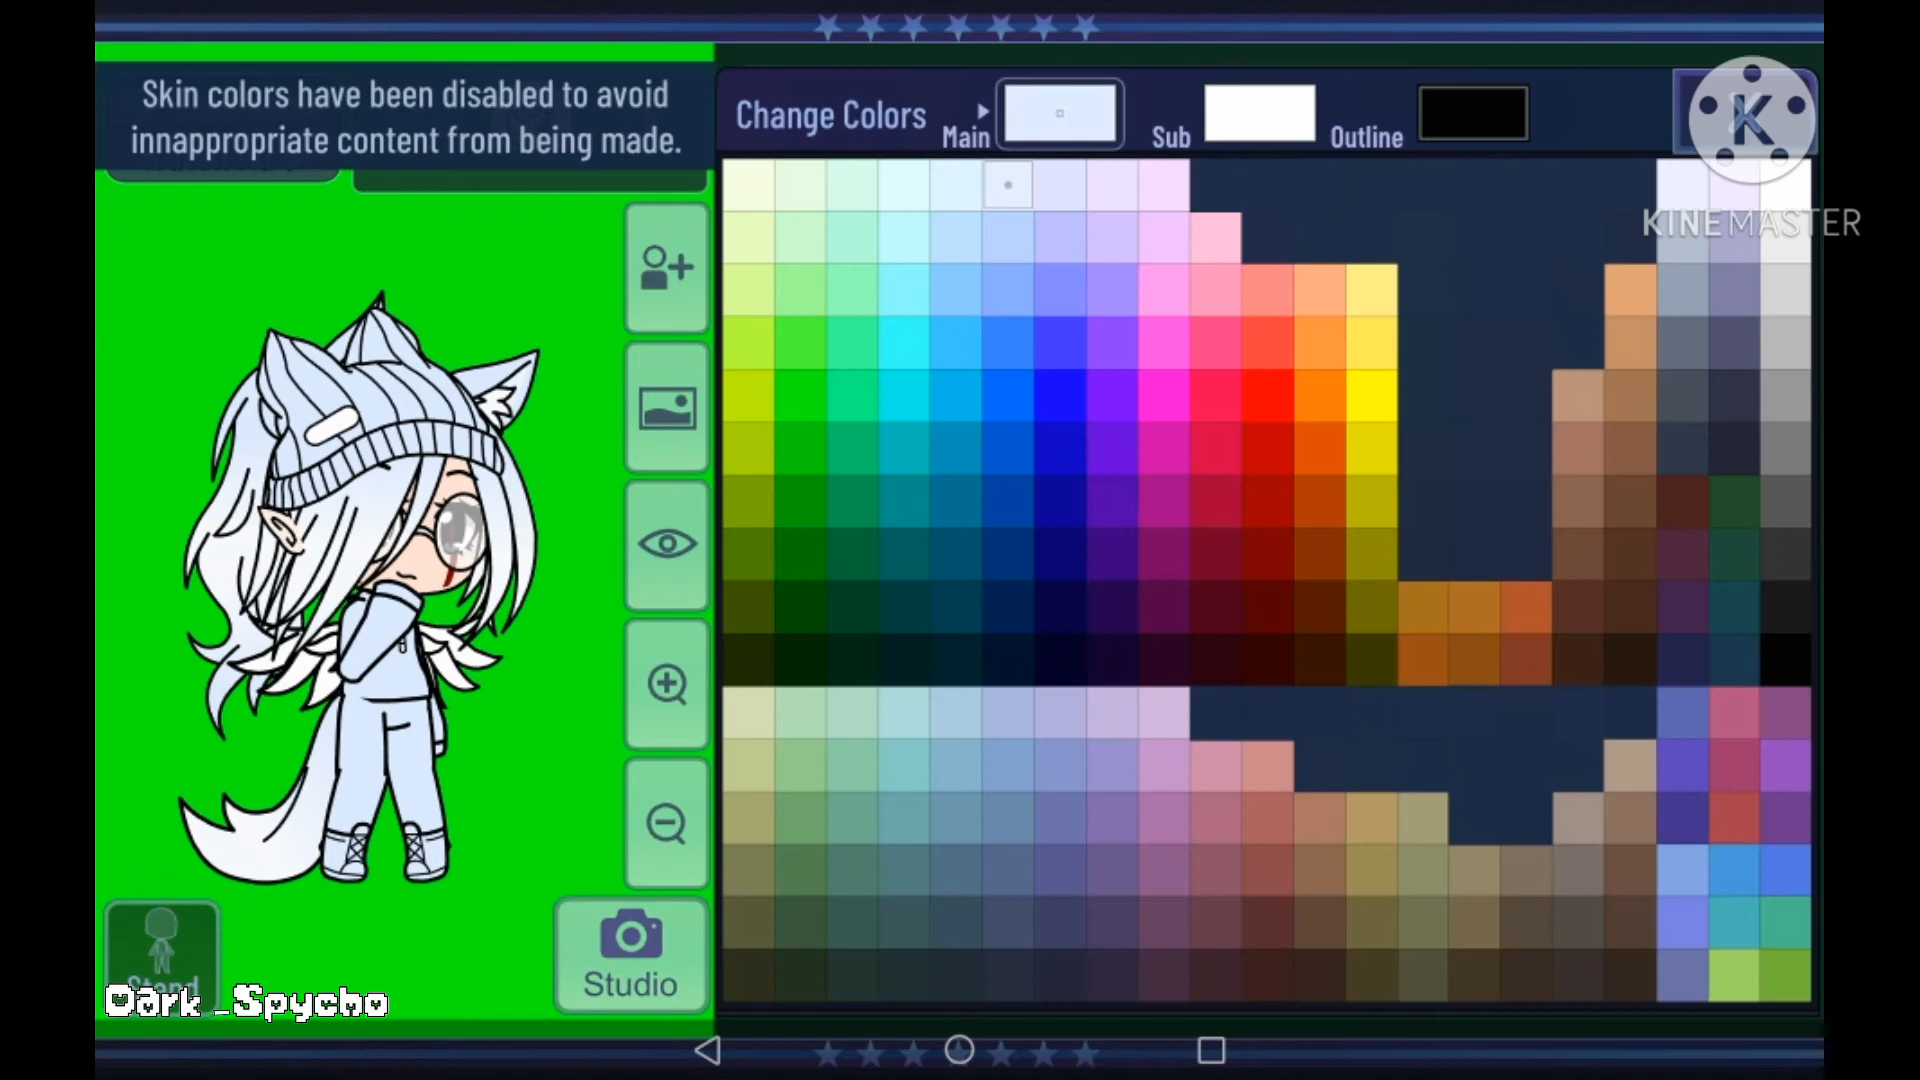 Skin colors have been disabled to avoid
innappropriate content from being made.
Change Colors
Main
Sub
Outline
K
KINEMASTER
Stand
Studio
Dark_Spycho